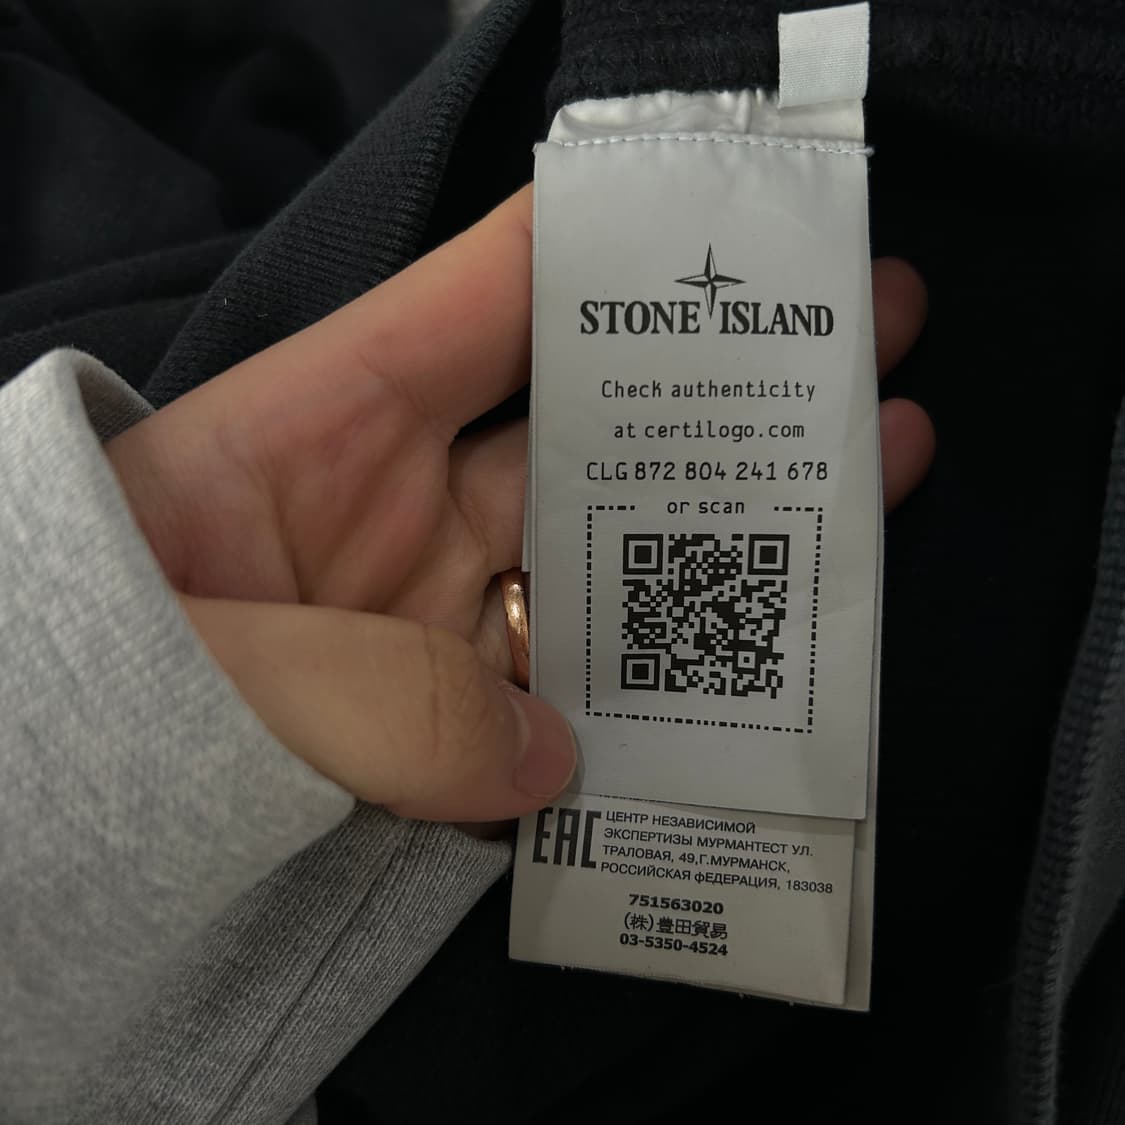 STONE ISLAND
Check authenticity
at certilogo.com
CLG 872 804 241 678
or scan
EAC
ЦЕНТР НЕЗАВИСИМОЙ
ЭКСПЕРТИЗЫ МУРМАНТЕСТ УЛ.
ТРАЛОВАЯ, 49,Г.МУРМАНСК,
РОССИЙСКАЯ ФЕДЕРАЦИЯ, 183038
751563020
(株)豊田貿易
03-5350-4524